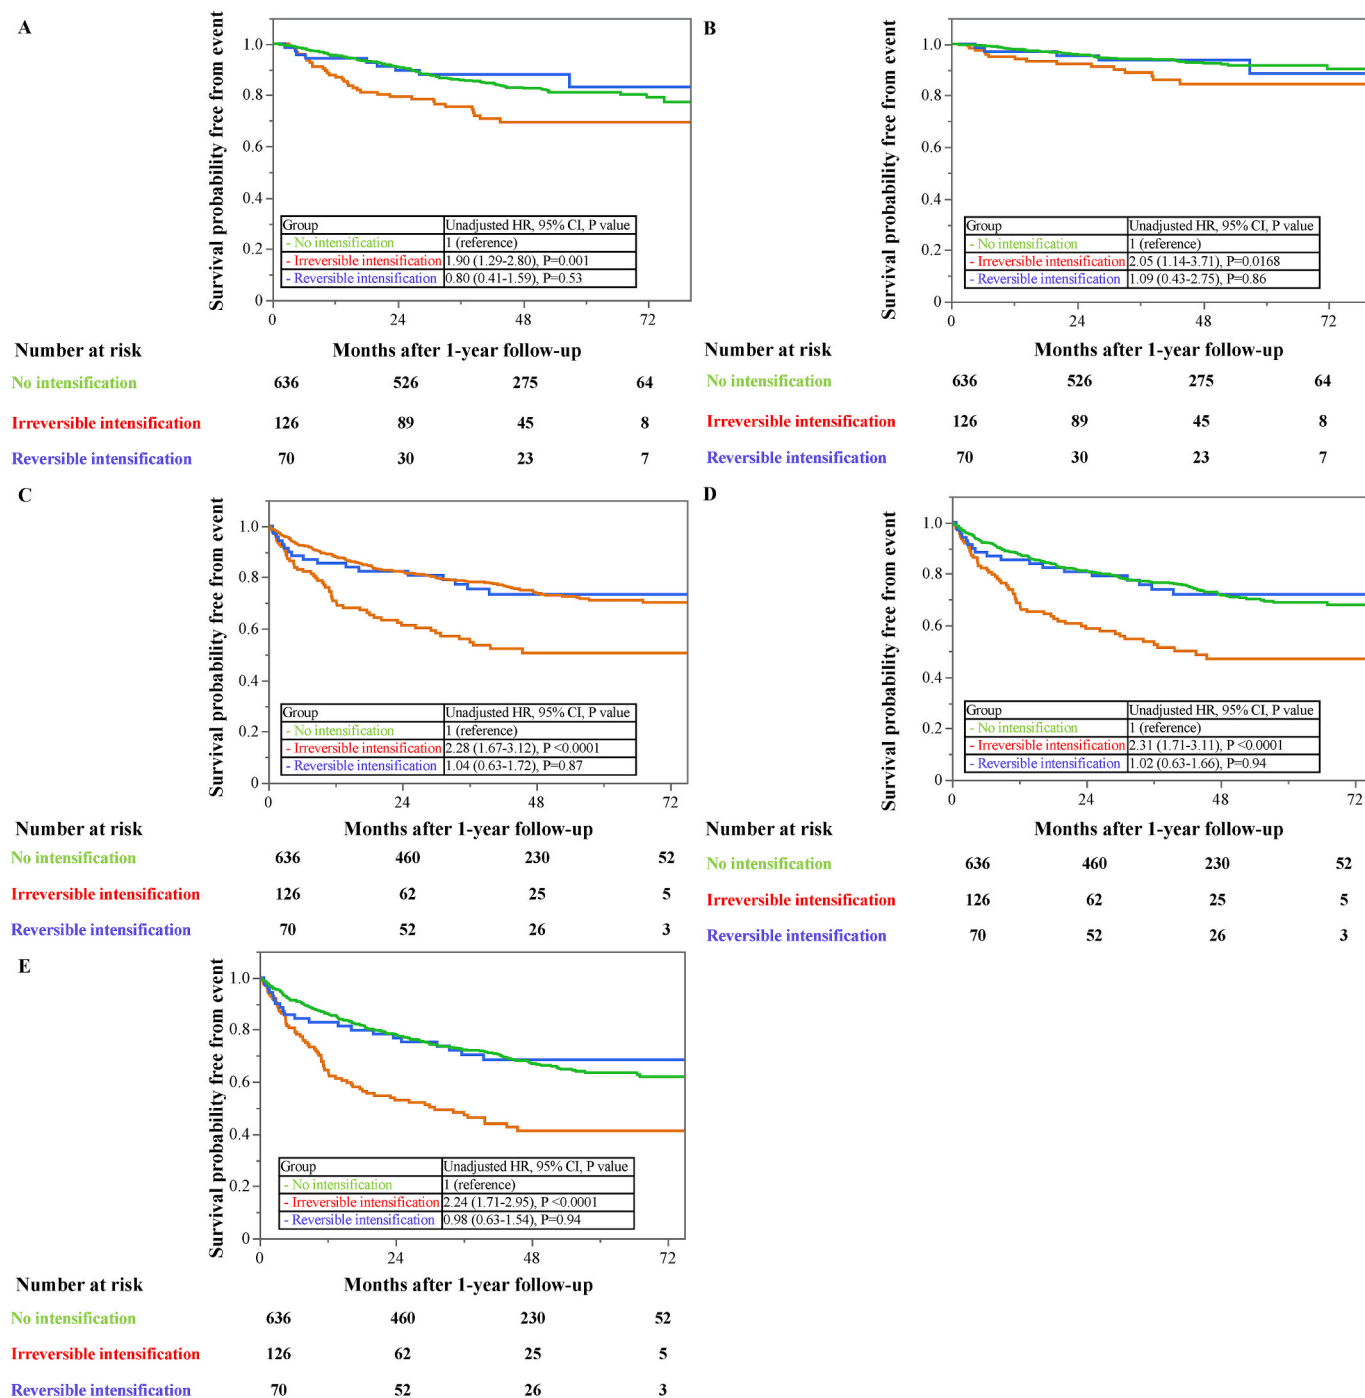 A
Survival probability free from event
1.0
0.8
0.6
0.4
0.2
0
Group Unadjusted HR, 95% CI, P value
- No intensification 1 (reference)
- Irreversible intensification 1.90 (1.29-2.80), P=0.001
- Reversible intensification 0.80 (0.41-1.59), P=0.53
0 24 48 72
Number at risk Months after 1-year follow-up
No intensification 636 526 275 64
Irreversible intensification 126 89 45 8
Reversible intensification 70 30 23 7
B
Survival probability free from event
1.0
0.8
0.6
0.4
0.2
0
Group Unadjusted HR, 95% CI, P value
- No intensification 1 (reference)
- Irreversible intensification 2.05 (1.14-3.71), P=0.0168
- Reversible intensification 1.09 (0.43-2.75), P=0.86
0 24 48 72
Number at risk Months after 1-year follow-up
No intensification 636 526 275 64
Irreversible intensification 126 89 45 8
Reversible intensification 70 30 23 7
C
Survival probability free from event
1.0
0.8
0.6
0.4
0.2
0
Group Unadjusted HR, 95% CI, P value
- No intensification 1 (reference)
- Irreversible intensification 2.28 (1.67-3.12), P <0.0001
- Reversible intensification 1.04 (0.63-1.72), P=0.87
0 24 48 72
Number at risk Months after 1-year follow-up
No intensification 636 460 230 52
Irreversible intensification 126 62 25 5
Reversible intensification 70 52 26 3
D
Survival probability free from event
1.0
0.8
0.6
0.4
0.2
0
Group Unadjusted HR, 95% CI, P value
- No intensification 1 (reference)
- Irreversible intensification 2.31 (1.71-3.11), P <0.0001
- Reversible intensification 1.02 (0.63-1.66), P=0.94
0 24 48 72
Number at risk Months after 1-year follow-up
No intensification 636 460 230 52
Irreversible intensification 126 62 25 5
Reversible intensification 70 52 26 3
E
Survival probability free from event
1.0
0.8
0.6
0.4
0.2
0
Group Unadjusted HR, 95% CI, P value
- No intensification 1 (reference)
- Irreversible intensification 2.24 (1.71-2.95), P <0.0001
- Reversible intensification 0.98 (0.63-1.54), P=0.94
0 24 48 72
Number at risk Months after 1-year follow-up
No intensification 636 460 230 52
Irreversible intensification 126 62 25 5
Reversible intensification 70 52 26 3